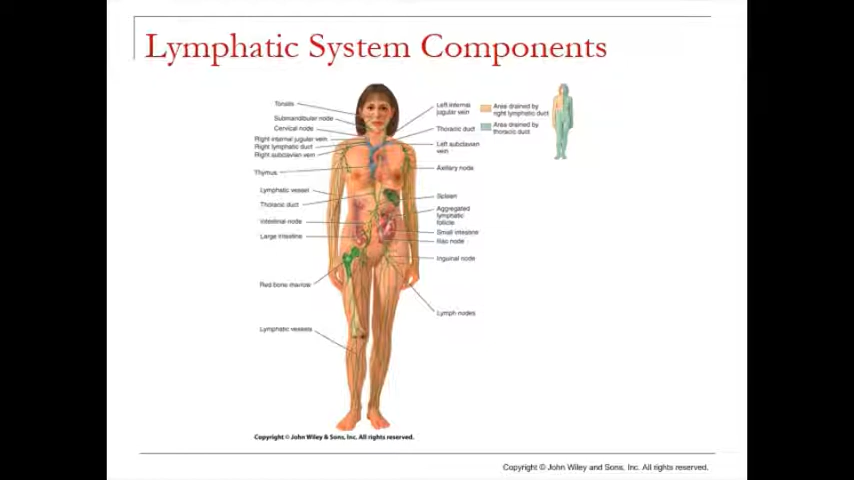 Lymphatic System Components
Tonsils
Submandibular node
Cervical node
Right internal jugular vein
Right lymphatic duct
Right subclavian vein
Thymus
Lymphatic vessel
Thoracic duct
Intestinal node
Large intestine
Red bone marrow
Lymphatic vessels
Left internal
jugular vein
Thoracic duct
Left subclavian
vein
Axillary node
Spleen
Aggregated
lymphatic
follicle
Small intestine
Iliac node
Inguinal node
Lymph nodes
Area drained by
right lymphatic duct
Area drained by
thoracic duct
Copyright © John Wiley & Sons, Inc. All rights reserved.
Copyright © John Wiley and Sons, Inc. All rights reserved.